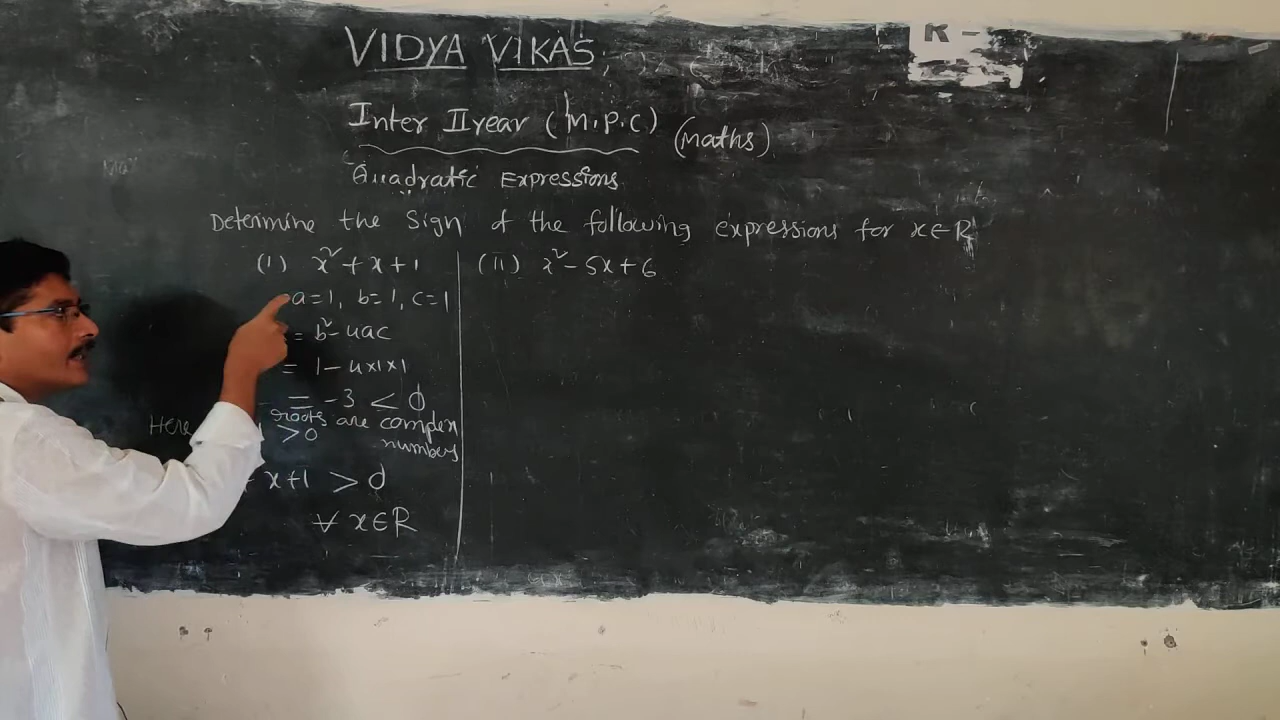 VIDYA VIKAS
R -
Inter II year (M.P.C) (Maths)
Quadratic Expressions
Determine the Sign of the following expressions for x∈R
(I) x²+x+1
a=1, b=1, c=1
= b²-4ac
= 1-4x1x1
= -3 < 0
roots are complex numbers
Here 1 > 0
x+1 > 0
∀ x∈R
(II) x²-5x+6